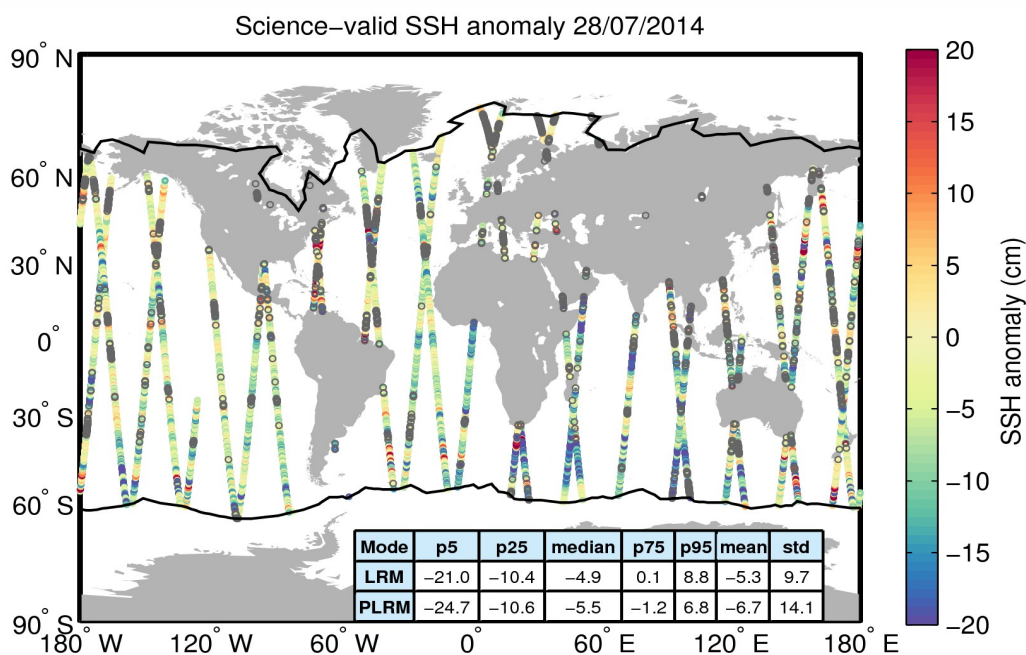 Science−valid SSH anomaly 28/07/2014
90° N
60° N
30° N
0°
30° S
60° S
90° S
180° W
120° W
60° W
0°
60° E
120° E
180° E
Mode p5 p25 median p75 p95 mean std
LRM −21.0 −10.4 −4.9 0.1 8.8 −5.3 9.7
PLRM −24.7 −10.6 −5.5 −1.2 6.8 −6.7 14.1
20
15
10
5
0
−5
−10
−15
−20
SSH anomaly (cm)